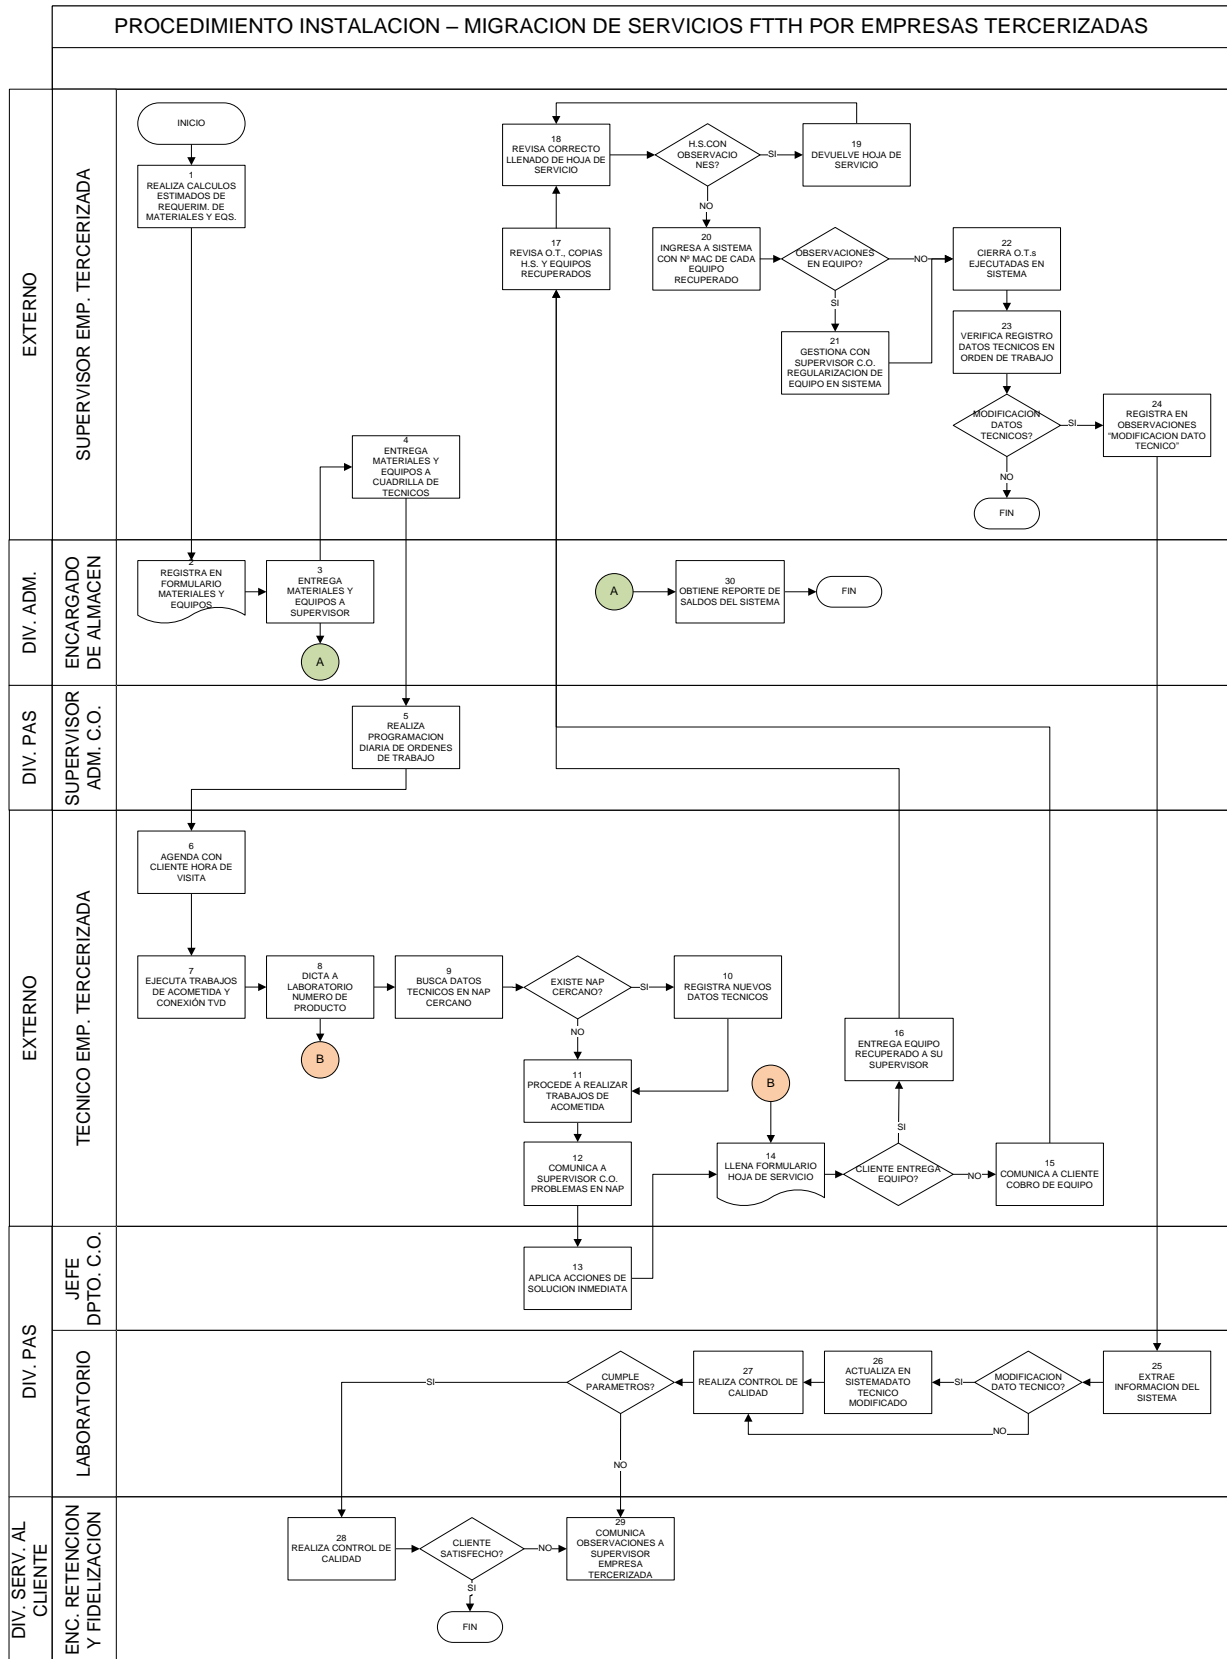 PROCEDIMIENTO INSTALACION – MIGRACION DE SERVICIOS FTTH POR EMPRESAS TERCERIZADAS
EXTERNO
SUPERVISOR EMP. TERCERIZADA
INICIO
1
REALIZA CALCULOS
ESTIMADOS DE
REQUERIM. DE
MATERIALES Y EQS.
18
REVISA CORRECTO
LLENADO DE HOJA DE
SERVICIO
H.S.CON
OBSERVACIO
NES?
SI
19
DEVUELVE HOJA DE
SERVICIO
NO
17
REVISA O.T., COPIAS
H.S. Y EQUIPOS
RECUPERADOS
20
INGRESA A SISTEMA
CON Nº MAC DE CADA
EQUIPO
RECUPERADO
OBSERVACIONES
EN EQUIPO?
NO
22
CIERRA O.T.s
EJECUTADAS EN
SISTEMA
SI
21
GESTIONA CON
SUPERVISOR C.O.
REGULARIZACION DE
EQUIPO EN SISTEMA
23
VERIFICA REGISTRO
DATOS TECNICOS EN
ORDEN DE TRABAJO
MODIFICACION
DATOS
TECNICOS?
SI
24
REGISTRA EN
OBSERVACIONES
"MODIFICACION DATO
TECNICO"
NO
FIN
4
ENTREGA
MATERIALES Y
EQUIPOS A
CUADRILLA DE
TECNICOS
DIV. ADM.
ENCARGADO
DE ALMACEN
2
REGISTRA EN
FORMULARIO
MATERIALES Y
EQUIPOS
3
ENTREGA
MATERIALES Y
EQUIPOS A
SUPERVISOR
A
A
30
OBTIENE REPORTE DE
SALDOS DEL SISTEMA
FIN
DIV. PAS
SUPERVISOR
ADM. C.O.
5
REALIZA
PROGRAMACION
DIARIA DE ORDENES
DE TRABAJO
EXTERNO
TECNICO EMP. TERCERIZADA
6
AGENDA CON
CLIENTE HORA DE
VISITA
7
EJECUTA TRABAJOS
DE ACOMETIDA Y
CONEXIÓN TVD
8
DICTA A
LABORATORIO
NUMERO DE
PRODUCTO
B
9
BUSCA DATOS
TECNICOS EN NAP
CERCANO
EXISTE NAP
CERCANO?
SI
10
REGISTRA NUEVOS
DATOS TECNICOS
NO
11
PROCEDE A REALIZAR
TRABAJOS DE
ACOMETIDA
12
COMUNICA A
SUPERVISOR C.O.
PROBLEMAS EN NAP
B
14
LLENA FORMULARIO
HOJA DE SERVICIO
CLIENTE ENTREGA
EQUIPO?
SI
16
ENTREGA EQUIPO
RECUPERADO A SU
SUPERVISOR
NO
15
COMUNICA A CLIENTE
COBRO DE EQUIPO
DIV. PAS
JEFE
DPTO. C.O.
13
APLICA ACCIONES DE
SOLUCION INMEDIATA
LABORATORIO
25
EXTRAE
INFORMACION DEL
SISTEMA
MODIFICACION
DATO TECNICO?
SI
NO
26
ACTUALIZA EN
SISTEMADATO
TECNICO
MODIFICADO
27
REALIZA CONTROL DE
CALIDAD
CUMPLE
PARAMETROS?
SI
NO
DIV. SERV. AL
CLIENTE
ENC. RETENCION
Y FIDELIZACION
28
REALIZA CONTROL DE
CALIDAD
CLIENTE
SATISFECHO?
NO
29
COMUNICA
OBSERVACIONES A
SUPERVISOR
EMPRESA
TERCERIZADA
SI
FIN